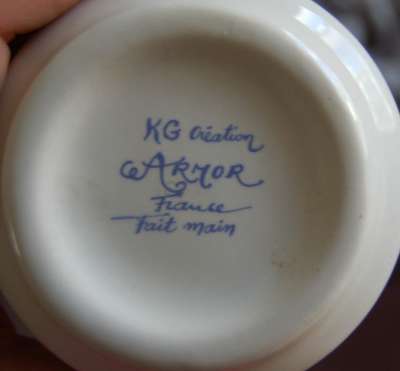 KG Création
ARMOR
France
Fait main